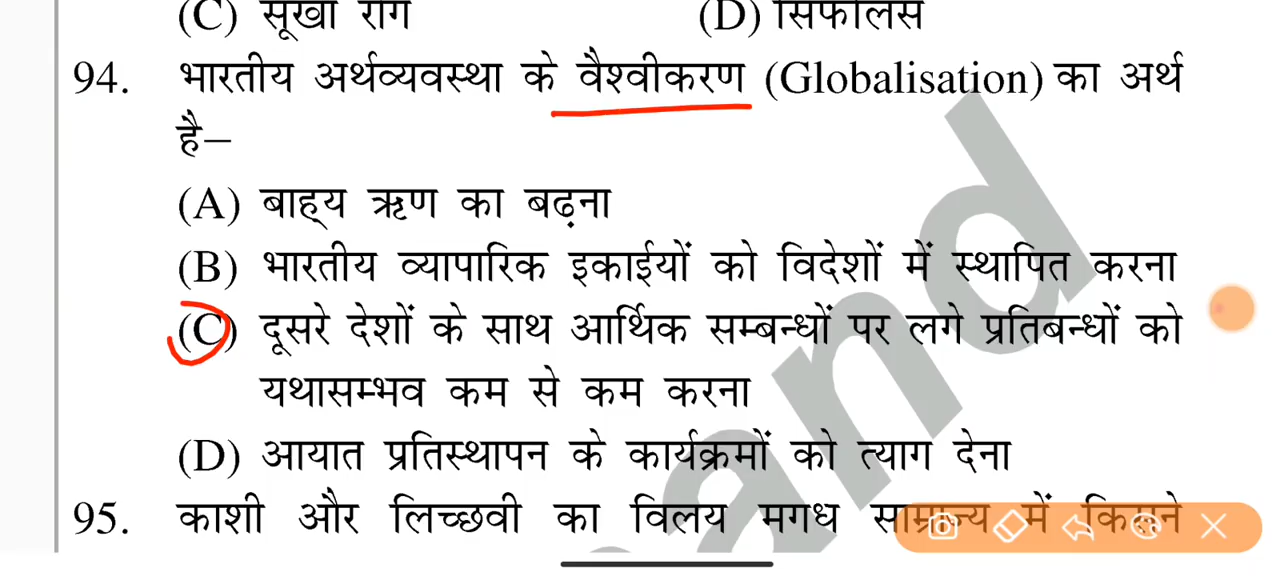 (C) सूखा रोग (D) सिफलिस
94. भारतीय अर्थव्यवस्था के वैश्वीकरण (Globalisation) का अर्थ
है–
(A) बाह्य ऋण का बढ़ना
(B) भारतीय व्यापारिक इकाईयों को विदेशों में स्थापित करना
(C) दूसरे देशों के साथ आर्थिक सम्बन्धों पर लगे प्रतिबन्धों को
यथासम्भव कम से कम करना
(D) आयात प्रतिस्थापन के कार्यक्रमों को त्याग देना
95. काशी और लिच्छवी का विलय मगध साम्राज्य में किसने